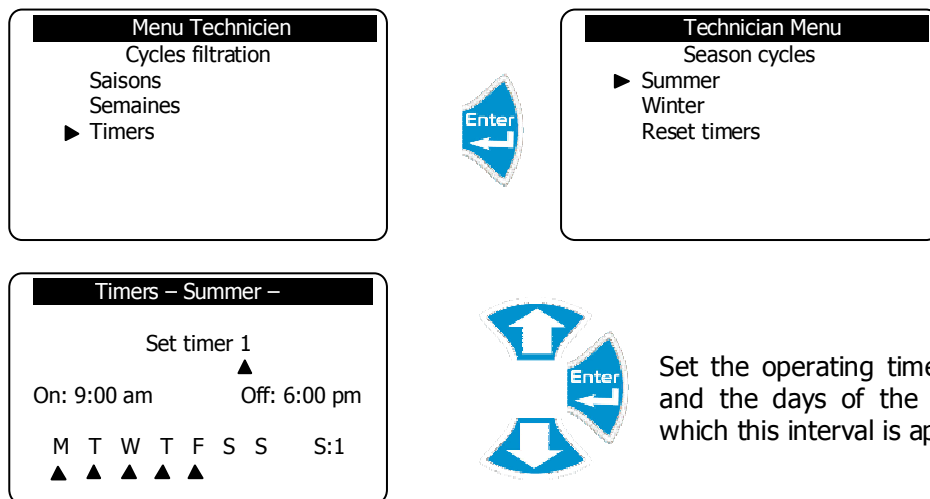 Menu Technicien
Cycles filtration
Saisons
Semaines
Timers
Enter
Technician Menu
Season cycles
Summer
Winter
Reset timers
Timers – Summer –
Set timer 1
On: 9:00 am Off: 6:00 pm
M T W T F S S S:1
Enter
Set the operating time
and the days of the
which this interval is